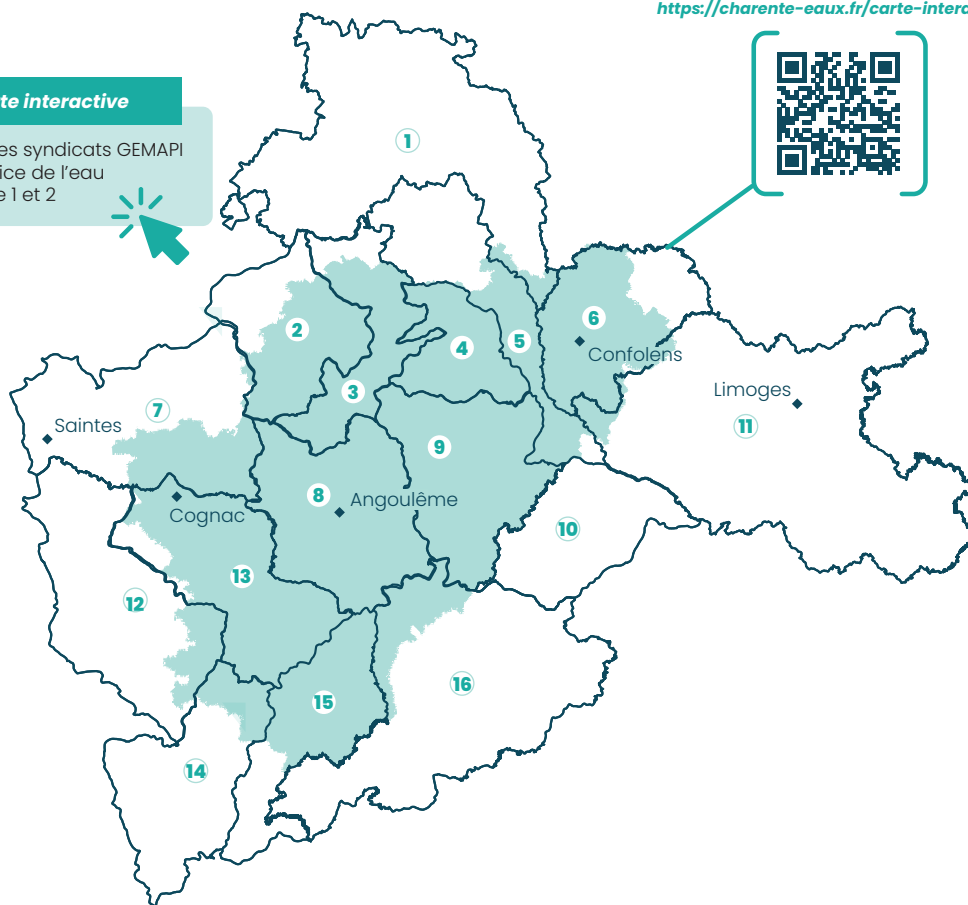 https://charente-eaux.fr/carte-intera
te interactive
es syndicats GEMAPI
ice de l'eau
e 1 et 2
1
2
3
4
5
6
Confolens
Limoges
7
Saintes
11
9
8
Angoulême
Cognac
10
13
12
16
15
14